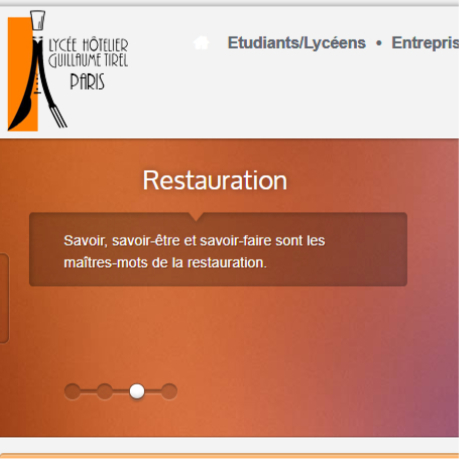 LYCÉE HÔTELIER
GUILLAUME TIREL
PARIS
Etudiants/Lycéens • Entrepris
Restauration
Savoir, savoir-être et savoir-faire sont les
maîtres-mots de la restauration.